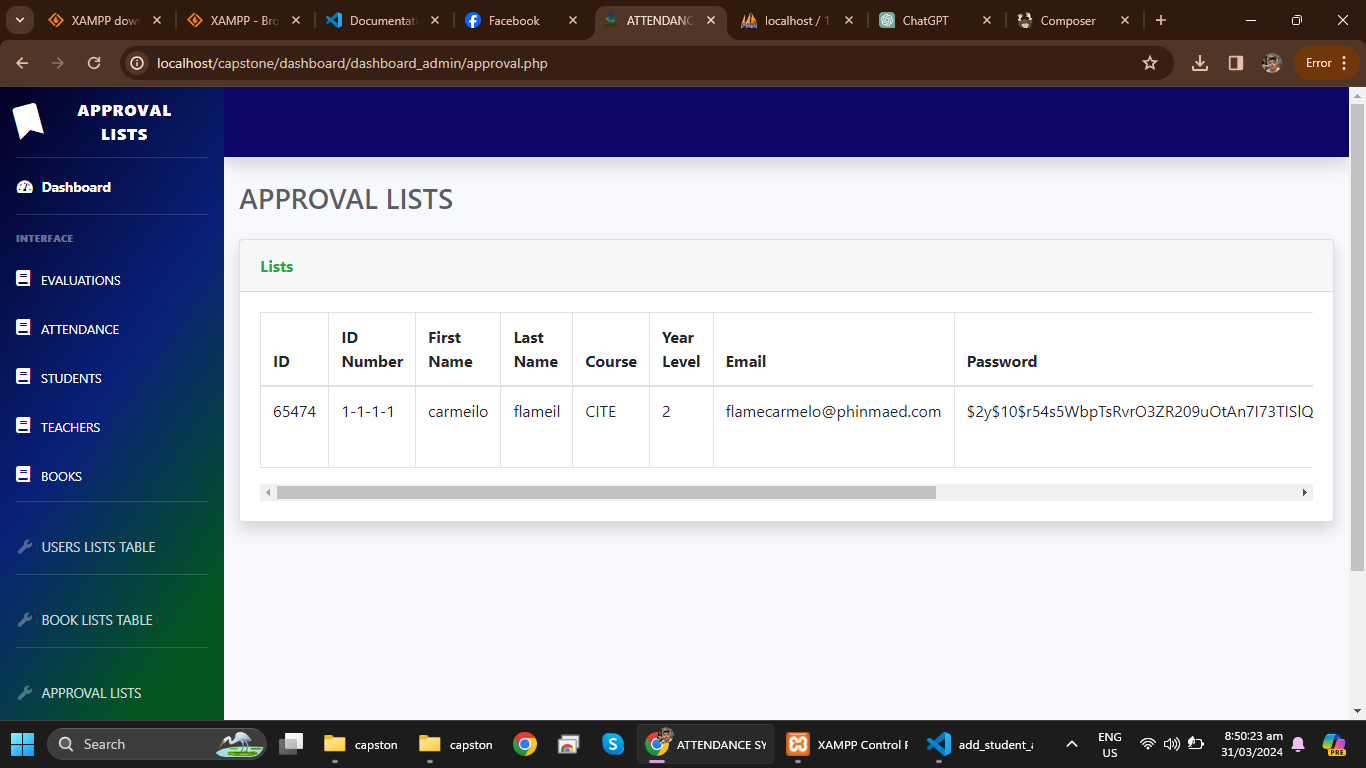 XAMPP dow
XAMPP - Bro
Documentat
Facebook
ATTENDANC
localhost / 1
ChatGPT
Composer
localhost/capstone/dashboard/dashboard_admin/approval.php
Error
APPROVAL
LISTS
Dashboard
INTERFACE
EVALUATIONS
ATTENDANCE
STUDENTS
TEACHERS
BOOKS
USERS LISTS TABLE
BOOK LISTS TABLE
APPROVAL LISTS
APPROVAL LISTS
Lists
ID
ID Number
First Name
Last Name
Course
Year Level
Email
Password
65474
1-1-1-1
carmeilo
flameil
CITE
2
flamecarmelo@phinmaed.com
$2y$10$r54s5WbpTsRvrO3ZR209uOtAn7I73TISlQ
Search
capston
capston
ATTENDANCE SY
XAMPP Control P
add_student_a
ENG
US
8:50:23 am
31/03/2024
PRE